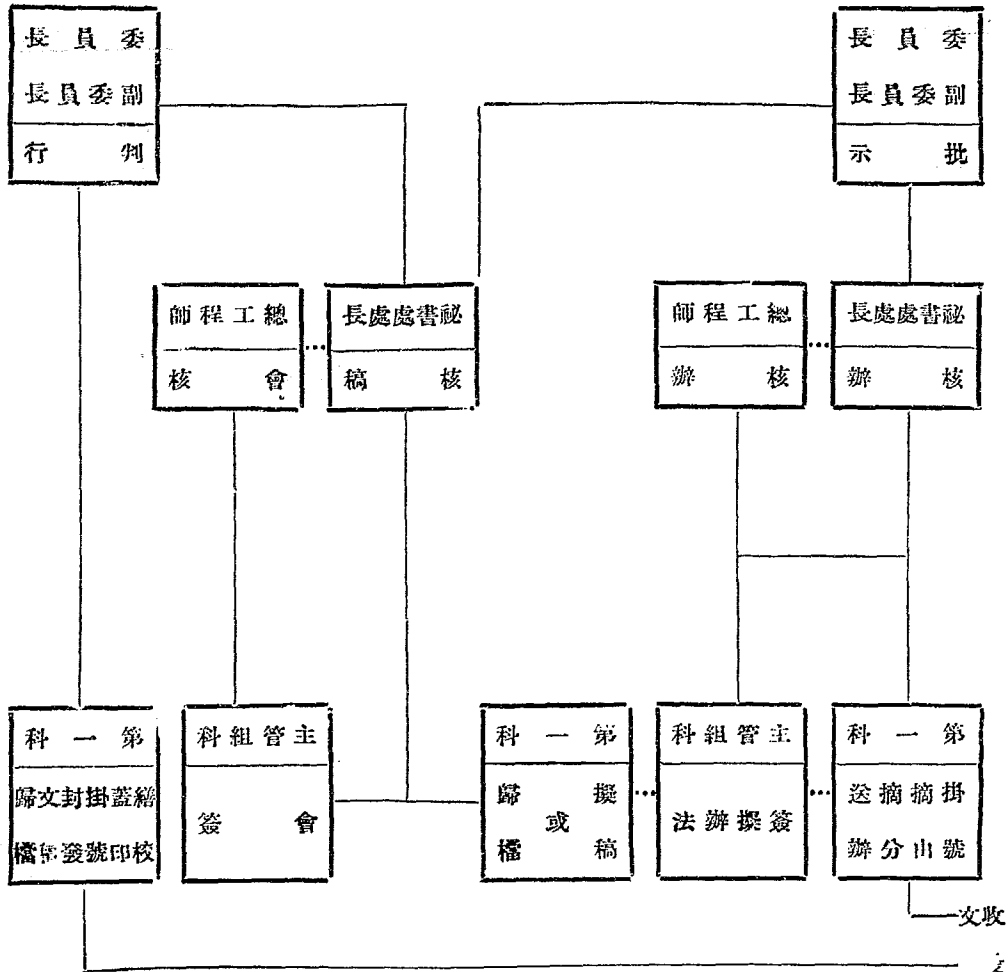 委員長
副委員長
批示
委員長
副委員長
判行
祕書處處長
核辦
總工程師
核辦
祕書處處長
核稿
總工程師
會核
第一科
掛號
摘由
摘分
送辦
主管組科
簽擬辦法
第一科
擬稿
或
歸檔
主管組科
會簽
第一科
繕校
蓋印
掛號
封發
文
歸檔
收文